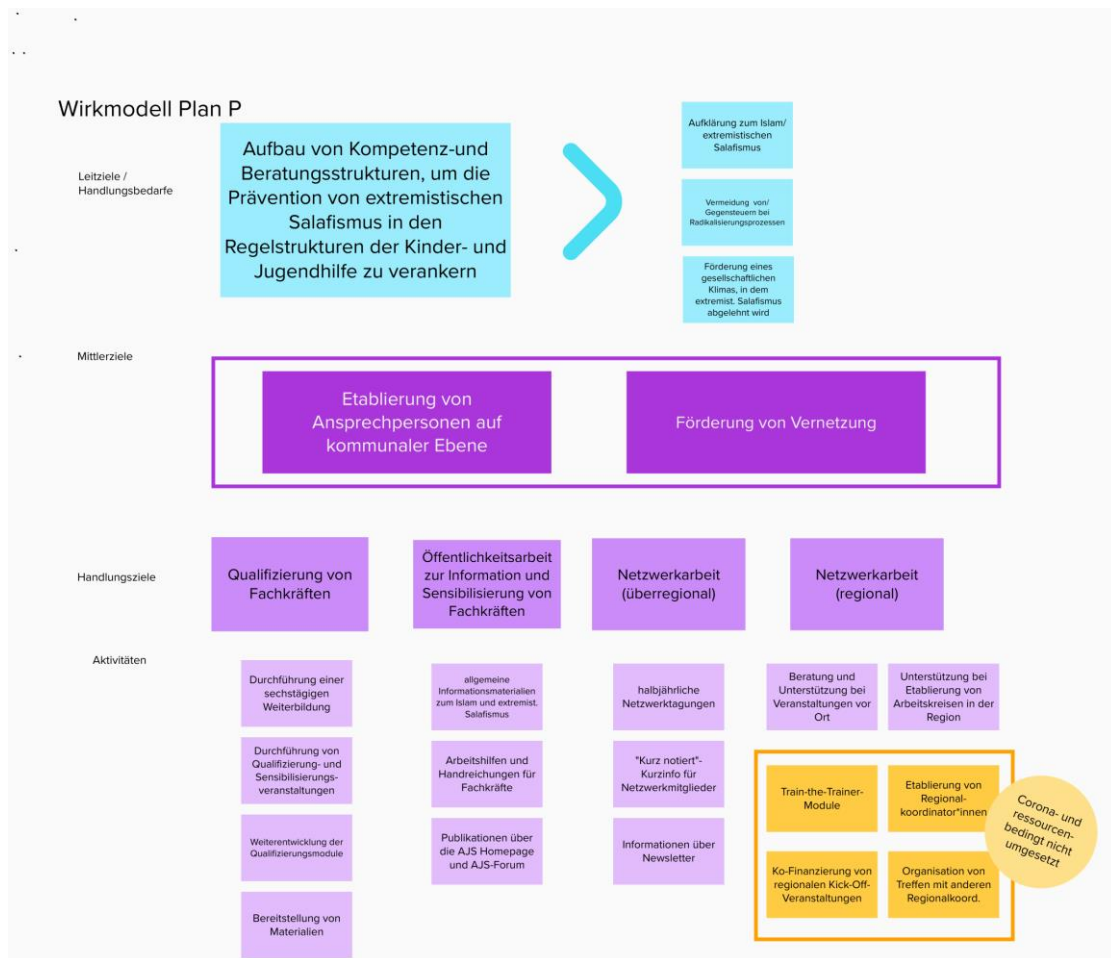 Wirkmodell Plan P
Leitziele /
Handlungsbedarfe
Aufbau von Kompetenz-und
Beratungsstrukturen, um die
Prävention von extremistischen
Salafismus in den
Regelstrukturen der Kinder- und
Jugendhilfe zu verankern
Aufklärung zum Islam/
extremistischen
Salafismus
Vermeidung von/
Gegensteuern bei
Radikalisierungsprozessen
Förderung eines
gesellschaftlichen
Klimas, in dem
extremist. Salafismus
abgelehnt wird
Mittlerziele
Etablierung von
Ansprechpersonen auf
kommunaler Ebene
Förderung von Vernetzung
Handlungsziele
Qualifizierung von
Fachkräften
Öffentlichkeitsarbeit
zur Information und
Sensibilisierung von
Fachkräften
Netzwerkarbeit
(überregional)
Netzwerkarbeit
(regional)
Aktivitäten
Durchführung einer
sechstägigen
Weiterbildung
Durchführung von
Qualifizierung- und
Sensibilisierungs-
veranstaltungen
Weiterentwicklung der
Qualifizierungsmodule
Bereitstellung von
Materialien
allgemeine
Informationsmaterialien
zum Islam und extremist.
Salafismus
Arbeitshilfen und
Handreichungen für
Fachkräfte
Publikationen über
die AJS Homepage
und AJS-Forum
halbjährliche
Netzwerktagungen
"Kurz notiert"-
Kurzinfo für
Netzwerkmitglieder
Informationen über
Newsletter
Beratung und
Unterstützung bei
Veranstaltungen vor
Ort
Unterstützung bei
Etablierung von
Arbeitskreisen in der
Region
Train-the-Trainer-
Module
Etablierung von
Regional-
koordinator*innen
Ko-Finanzierung von
regionalen Kick-Off-
Veranstaltungen
Organisation von
Treffen mit anderen
Regionalkoord.
Corona- und
ressourcen-
bedingt nicht
umgesetzt